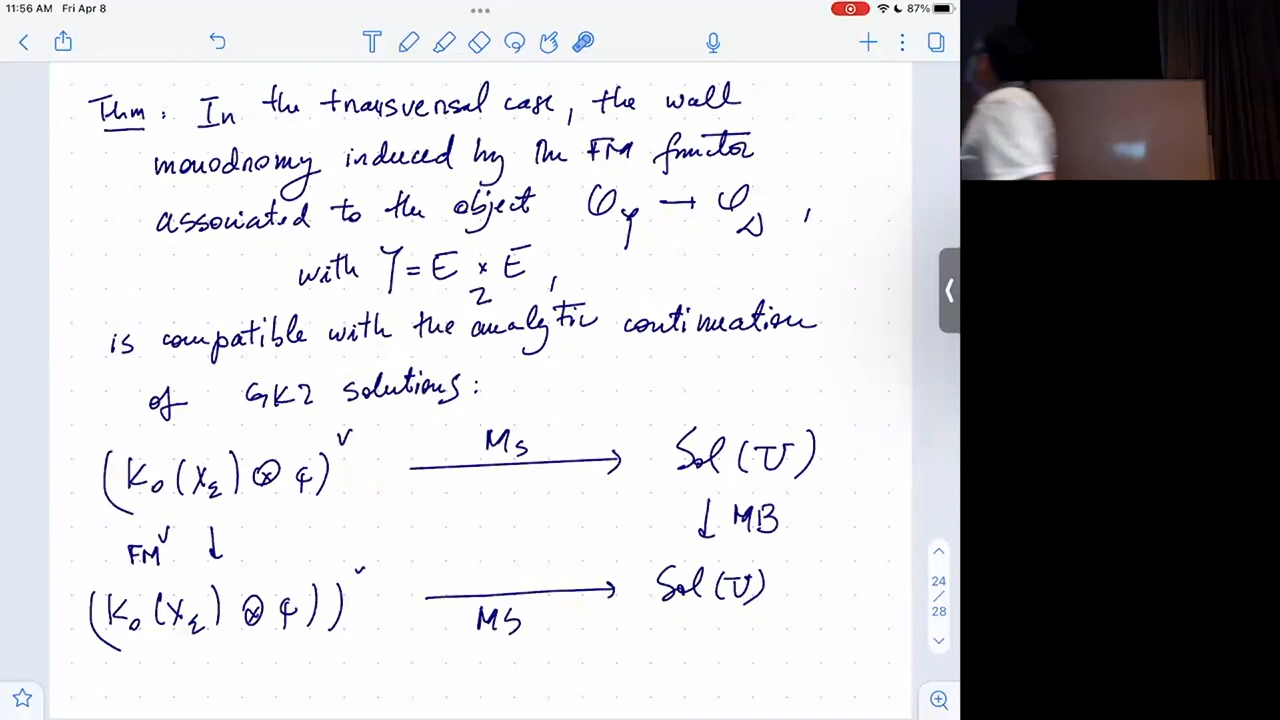 11:56 AM Fri Apr 8
87%
Thm. In the transversal case, the wall
monodromy induced by the FM functor
associated to the object O_Y → O_Δ,
with Y = E ×_Z E,
is compatible with the analytic continuation
of GKZ solutions:
(K_0(X_Σ) ⊗ ℂ)^∨ MS→ Sol(U)
FM^∨ ↓ ↓ MB
(K_0(X_Σ) ⊗ ℂ))^∨ MS→ Sol(U)
24
/
28